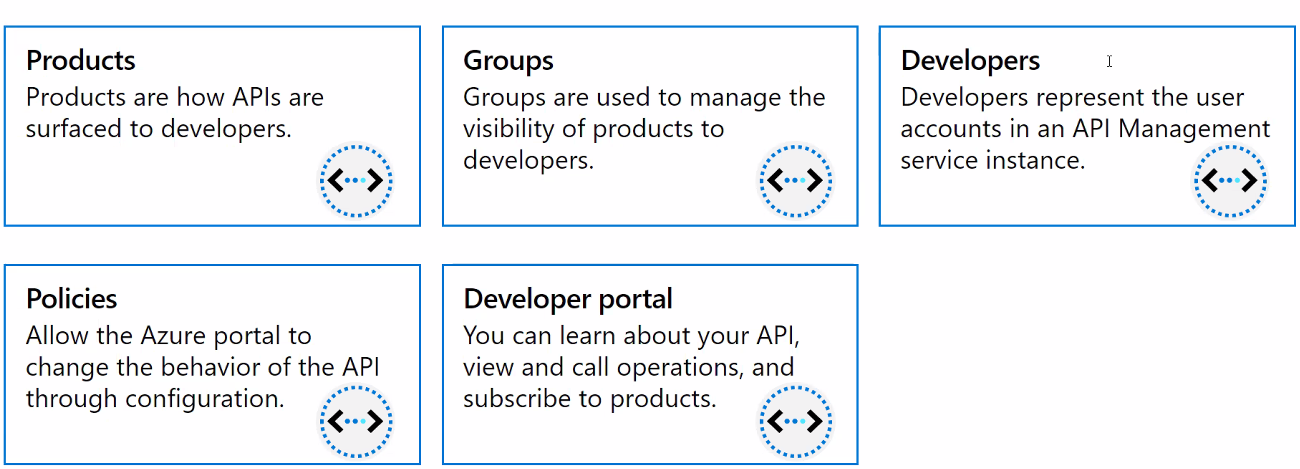 Products
Products are how APIs are
surfaced to developers.
Groups
Groups are used to manage the
visibility of products to
developers.
Developers
Developers represent the user
accounts in an API Management
service instance.
Policies
Allow the Azure portal to
change the behavior of the API
through configuration.
Developer portal
You can learn about your API,
view and call operations, and
subscribe to products.